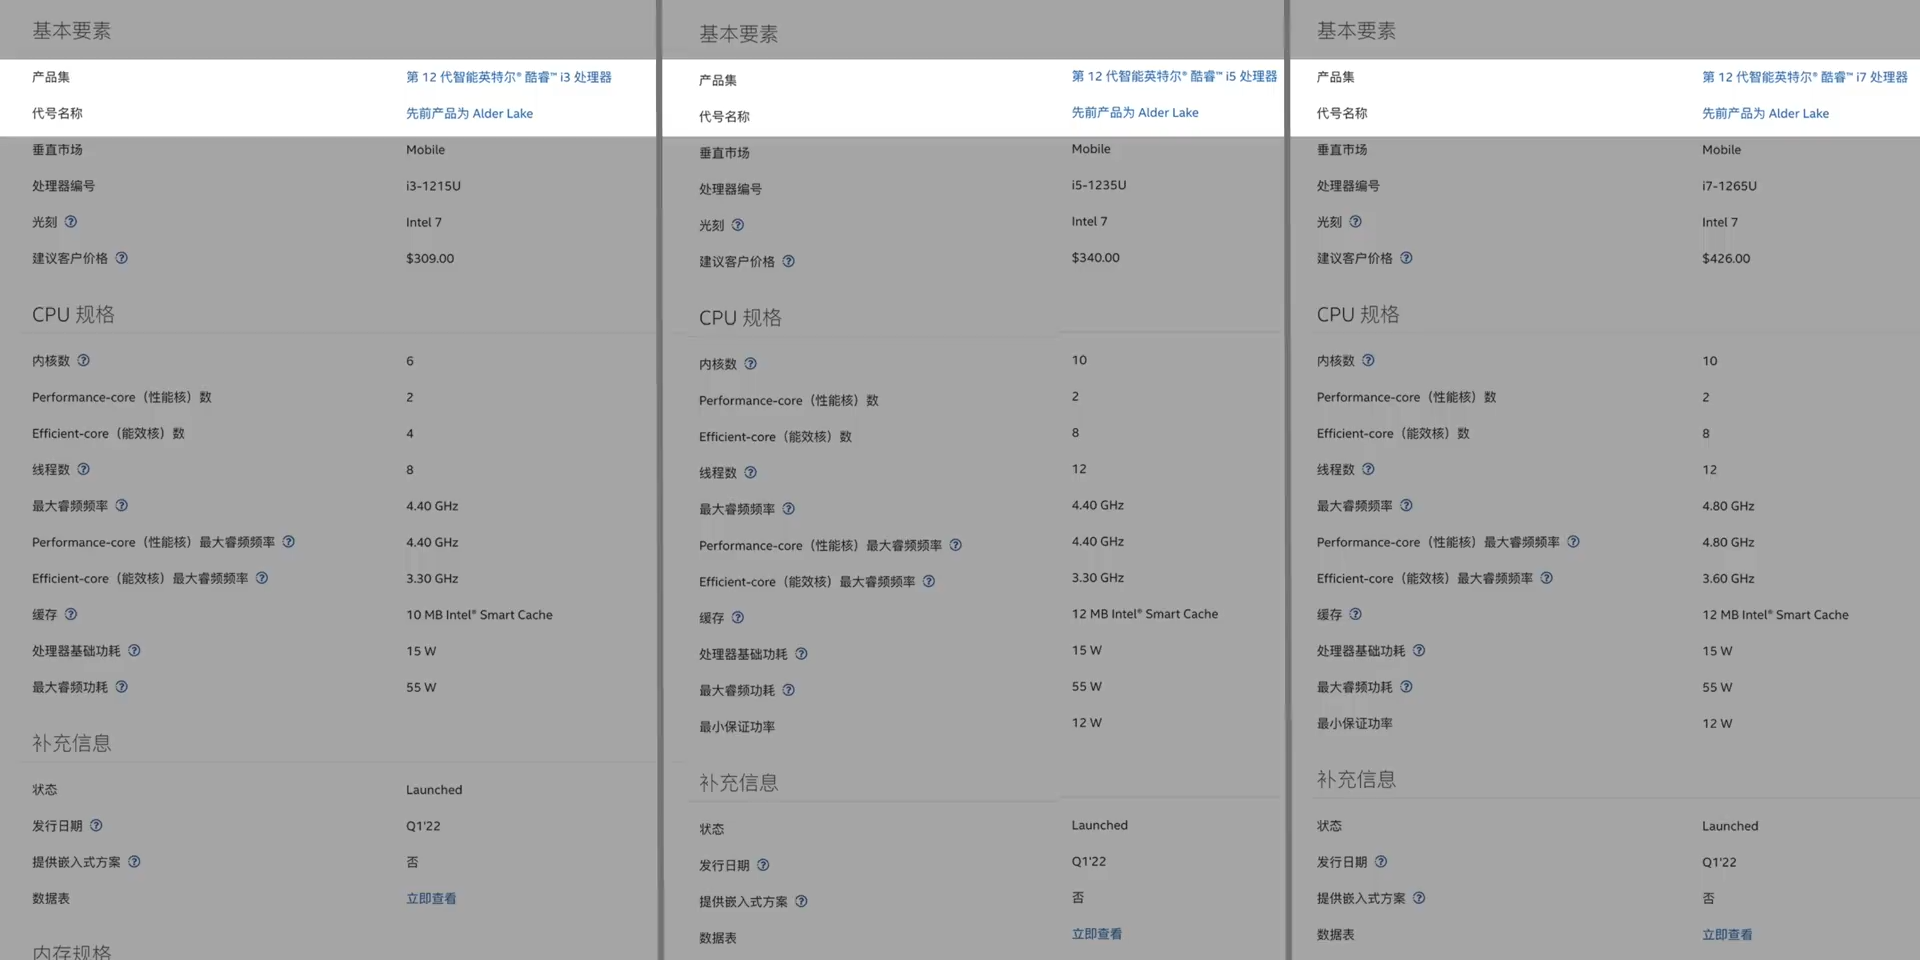 基本要素
产品集 第 12 代智能英特尔® 酷睿™ i3 处理器
代号名称 先前产品为 Alder Lake
垂直市场 Mobile
处理器编号 i3-1215U
光刻 Intel 7
建议客户价格 $309.00
CPU 规格
内核数 6
Performance-core（性能核）数 2
Efficient-core（能效核）数 4
线程数 8
最大睿频频率 4.40 GHz
Performance-core（性能核）最大睿频频率 4.40 GHz
Efficient-core（能效核）最大睿频频率 3.30 GHz
缓存 10 MB Intel® Smart Cache
处理器基础功耗 15 W
最大睿频功耗 55 W
补充信息
状态 Launched
发行日期 Q1'22
提供嵌入式方案 否
数据表 立即查看
内存规格
基本要素
产品集 第 12 代智能英特尔® 酷睿™ i5 处理器
代号名称 先前产品为 Alder Lake
垂直市场 Mobile
处理器编号 i5-1235U
光刻 Intel 7
建议客户价格 $340.00
CPU 规格
内核数 10
Performance-core（性能核）数 2
Efficient-core（能效核）数 8
线程数 12
最大睿频频率 4.40 GHz
Performance-core（性能核）最大睿频频率 4.40 GHz
Efficient-core（能效核）最大睿频频率 3.30 GHz
缓存 12 MB Intel® Smart Cache
处理器基础功耗 15 W
最大睿频功耗 55 W
最小保证功率 12 W
补充信息
状态 Launched
发行日期 Q1'22
提供嵌入式方案 否
数据表 立即查看
基本要素
产品集 第 12 代智能英特尔® 酷睿™ i7 处理器
代号名称 先前产品为 Alder Lake
垂直市场 Mobile
处理器编号 i7-1265U
光刻 Intel 7
建议客户价格 $426.00
CPU 规格
内核数 10
Performance-core（性能核）数 2
Efficient-core（能效核）数 8
线程数 12
最大睿频频率 4.80 GHz
Performance-core（性能核）最大睿频频率 4.80 GHz
Efficient-core（能效核）最大睿频频率 3.60 GHz
缓存 12 MB Intel® Smart Cache
处理器基础功耗 15 W
最大睿频功耗 55 W
最小保证功率 12 W
补充信息
状态 Launched
发行日期 Q1'22
提供嵌入式方案 否
数据表 立即查看